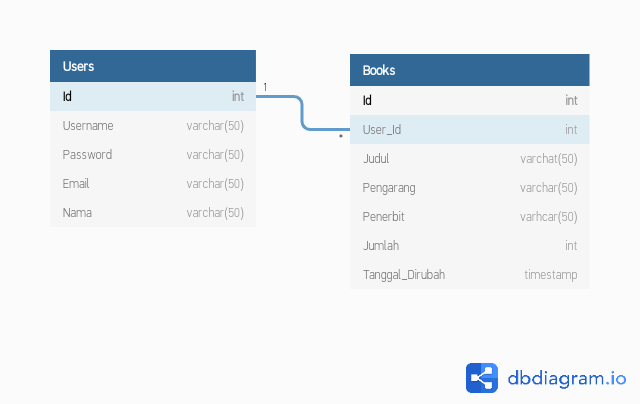 Users
Id int
Username varchar(50)
Password varchar(50)
Email varchar(50)
Nama varchar(50)
1
*
Books
Id int
User_Id int
Judul varchat(50)
Pengarang varchar(50)
Penerbit varhcar(50)
Jumlah int
Tanggal_Dirubah timestamp
dbdiagram.io